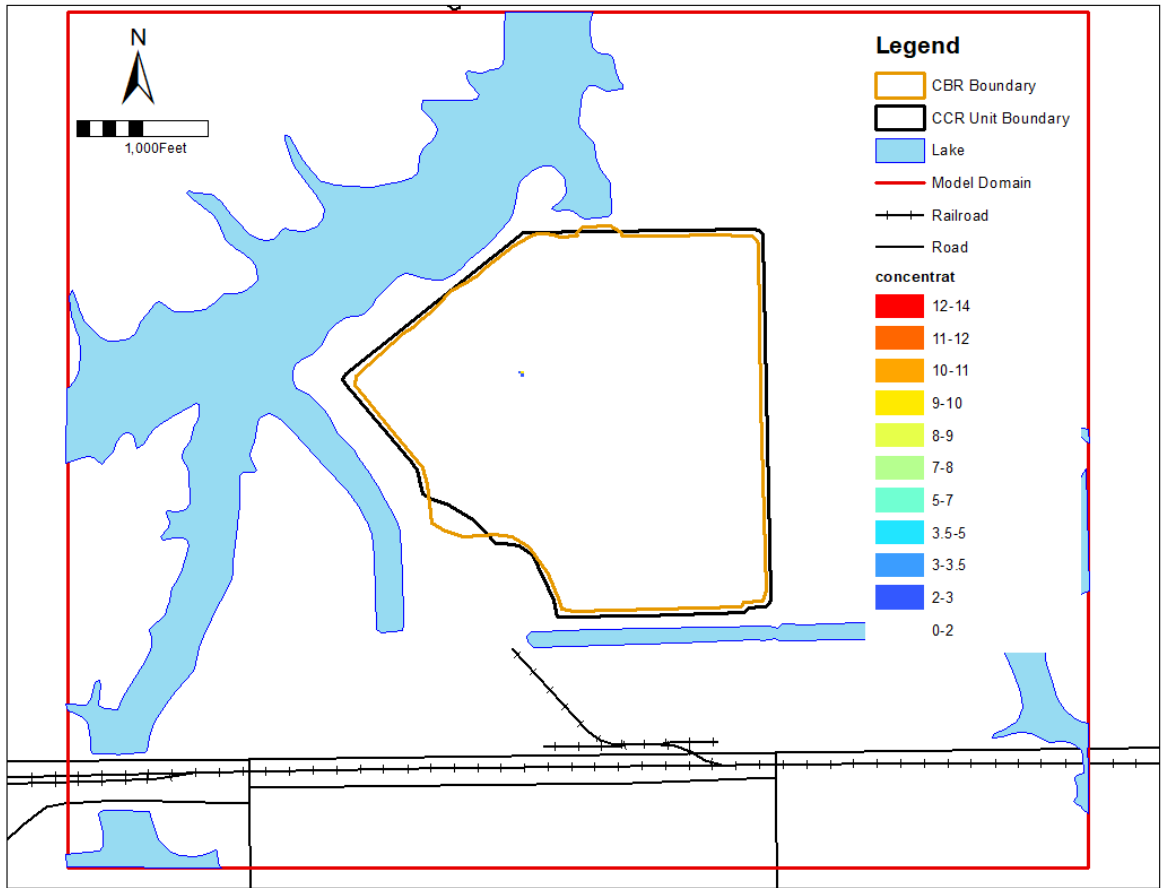 N
1,000Feet
Legend
CBR Boundary
CCR Unit Boundary
Lake
Model Domain
Railroad
Road
concentrat
12-14
11-12
10-11
9-10
8-9
7-8
5-7
3.5-5
3-3.5
2-3
0-2